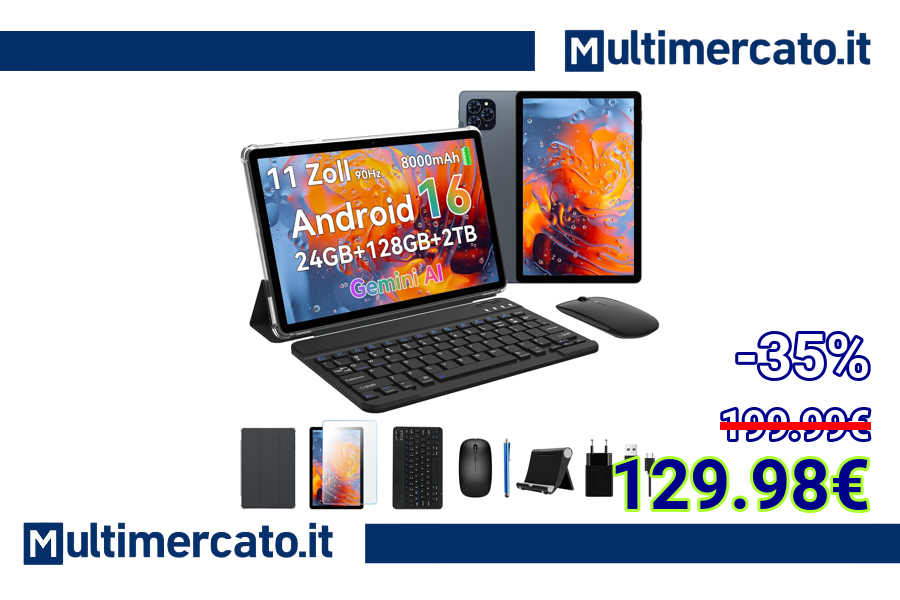 Multimercato.it
11 Zoll 90Hz 8000mAh
Android 16
24GB+128GB+2TB
Gemini AI
-35%
199.99€
129.98€
Multimercato.it